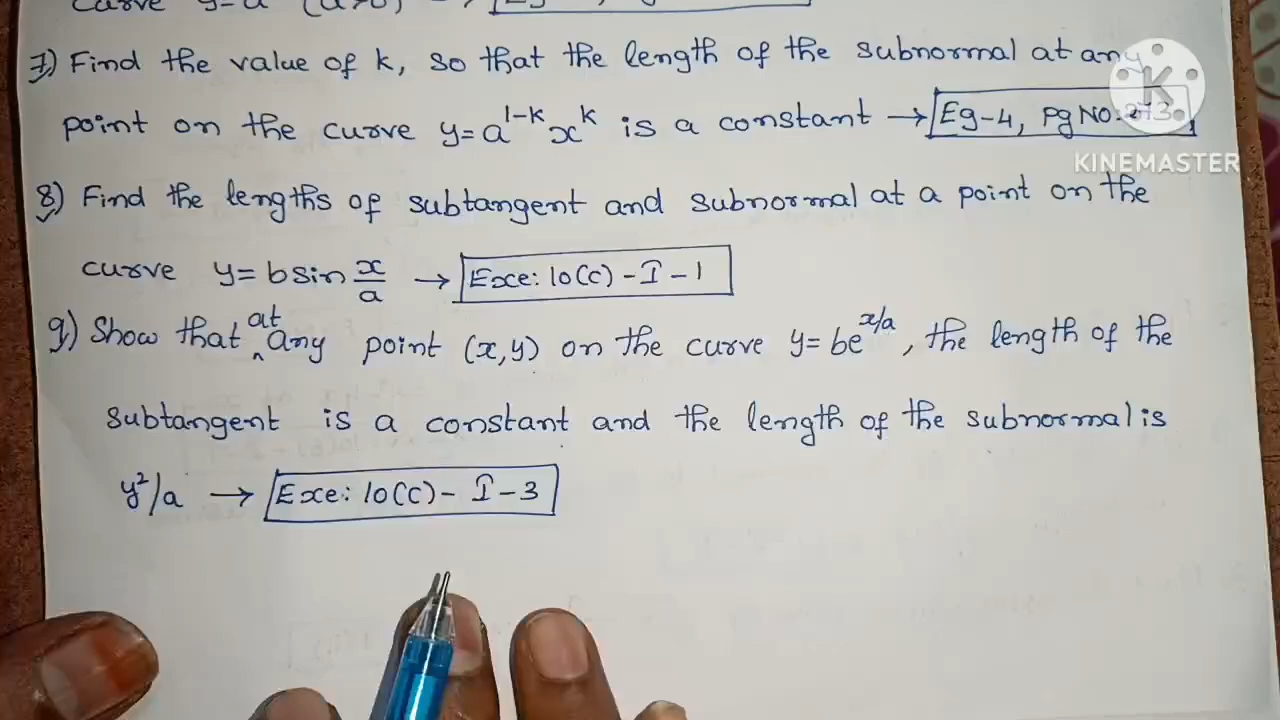 curve y=a
7) Find the value of k, so that the length of the subnormal at any
point on the curve y=a^{1-k} x^k is a constant → Eg-4, Pg NO.273
KINEMASTER
8) Find the lengths of subtangent and subnormal at a point on the
curve y = b sin x/a → Exe: 10(c) - I - 1
9) Show that at any point (x,y) on the curve y= be^{x/a}, the length of the
subtangent is a constant and the length of the subnormal is
y²/a → Exe: 10(c) - I - 3